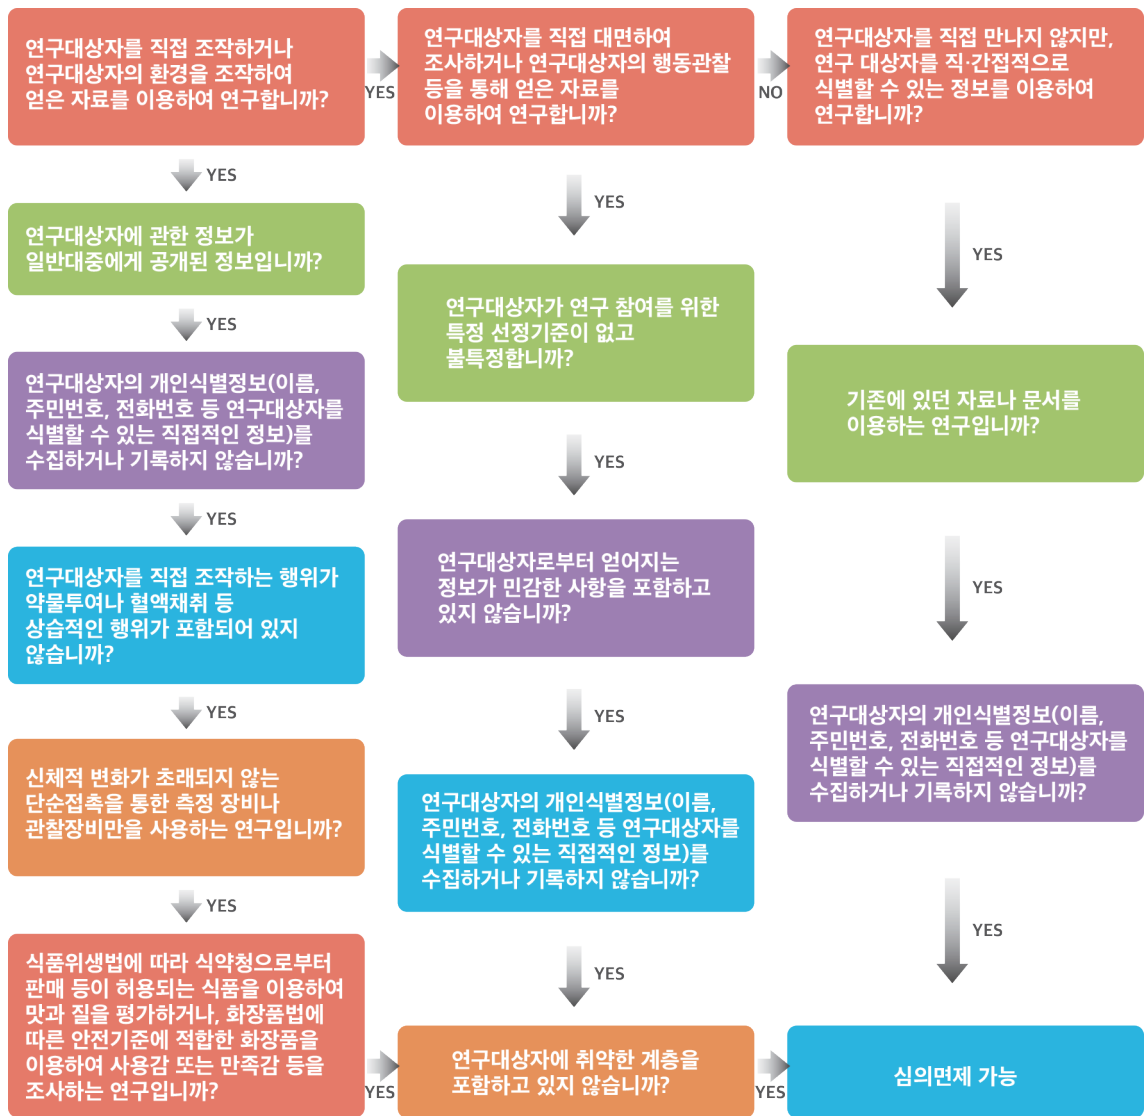 연구대상자를 직접 조작하거나
연구대상자의 환경을 조작하여
얻은 자료를 이용하여 연구합니까?
YES
연구대상자를 직접 대면하여
조사하거나 연구대상자의 행동관찰
등을 통해 얻은 자료를
이용하여 연구합니까?
NO
연구대상자를 직접 만나지 않지만,
연구 대상자를 직·간접적으로
식별할 수 있는 정보를 이용하여
연구합니까?
YES
연구대상자에 관한 정보가
일반대중에게 공개된 정보입니까?
YES
연구대상자의 개인식별정보(이름,
주민번호, 전화번호 등 연구대상자를
식별할 수 있는 직접적인 정보)를
수집하거나 기록하지 않습니까?
YES
연구대상자를 직접 조작하는 행위가
약물투여나 혈액채취 등
상습적인 행위가 포함되어 있지
않습니까?
YES
신체적 변화가 초래되지 않는
단순접촉을 통한 측정 장비나
관찰장비만을 사용하는 연구입니까?
YES
식품위생법에 따라 식약청으로부터
판매 등이 허용되는 식품을 이용하여
맛과 질을 평가하거나, 화장품법에
따른 안전기준에 적합한 화장품을
이용하여 사용감 또는 만족감 등을
조사하는 연구입니까?
YES
YES
연구대상자가 연구 참여를 위한
특정 선정기준이 없고
불특정합니까?
YES
연구대상자로부터 얻어지는
정보가 민감한 사항을 포함하고
있지 않습니까?
YES
연구대상자의 개인식별정보(이름,
주민번호, 전화번호 등 연구대상자를
식별할 수 있는 직접적인 정보)를
수집하거나 기록하지 않습니까?
YES
연구대상자에 취약한 계층을
포함하고 있지 않습니까?
YES
YES
기존에 있던 자료나 문서를
이용하는 연구입니까?
YES
연구대상자의 개인식별정보(이름,
주민번호, 전화번호 등 연구대상자를
식별할 수 있는 직접적인 정보)를
수집하거나 기록하지 않습니까?
YES
심의면제 가능